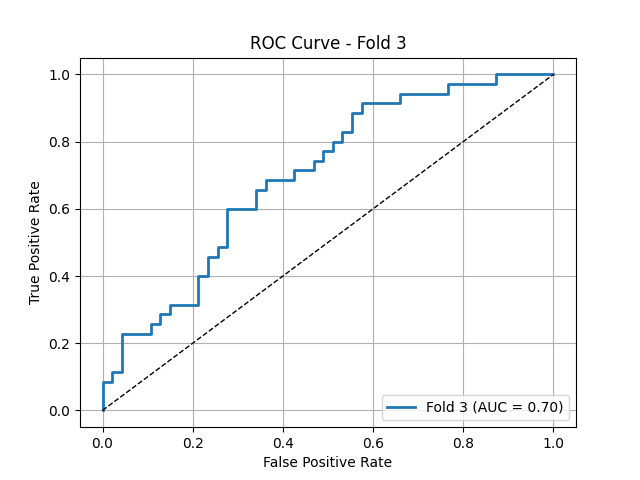 ROC Curve - Fold 3
True Positive Rate
1.0
0.8
0.6
0.4
0.2
0.0
Fold 3 (AUC = 0.70)
0.0 0.2 0.4 0.6 0.8 1.0
False Positive Rate